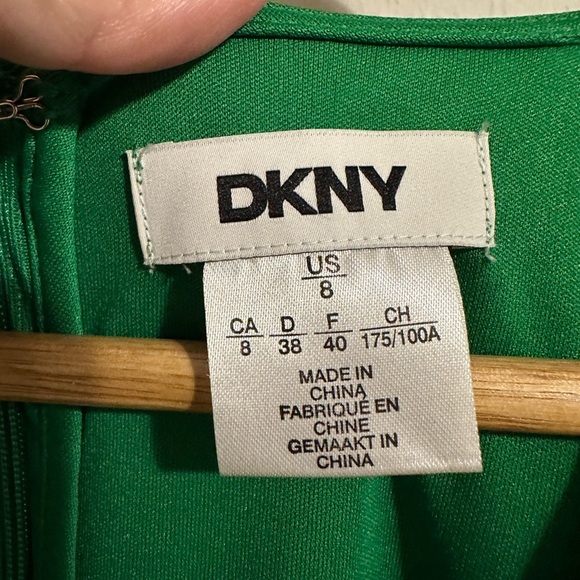 DKNY
US
8
CA D F CH
8 38 40 175/100A
MADE IN
CHINA
FABRIQUÉ EN
CHINE
GEMAAKT IN
CHINA